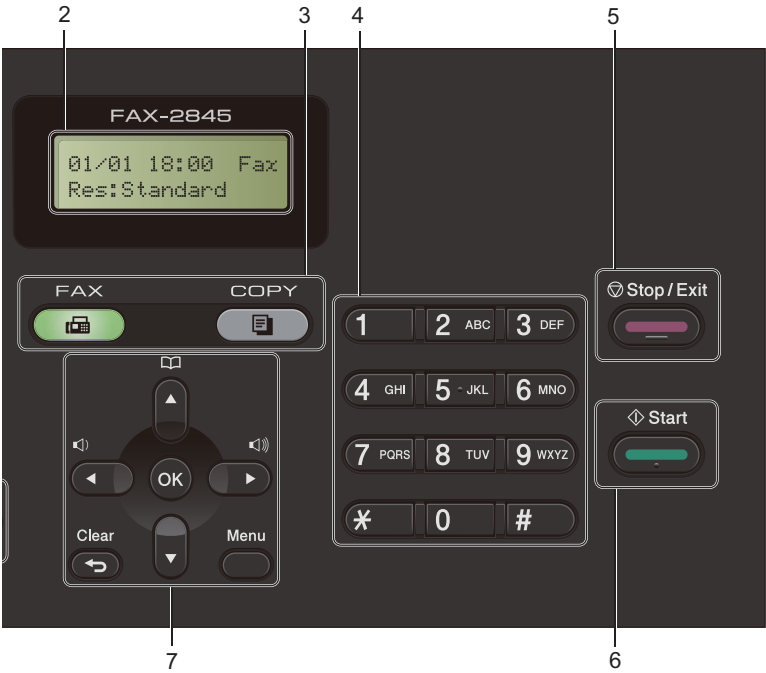 2 3 4 5
FAX-2845
01/01 18:00 Fax
Res:Standard
FAX COPY
Stop/Exit
1 2 ABC 3 DEF
4 GHI 5 JKL 6 MNO
Start
7 PQRS 8 TUV 9 WXYZ
OK
* 0 #
Clear Menu
7 6